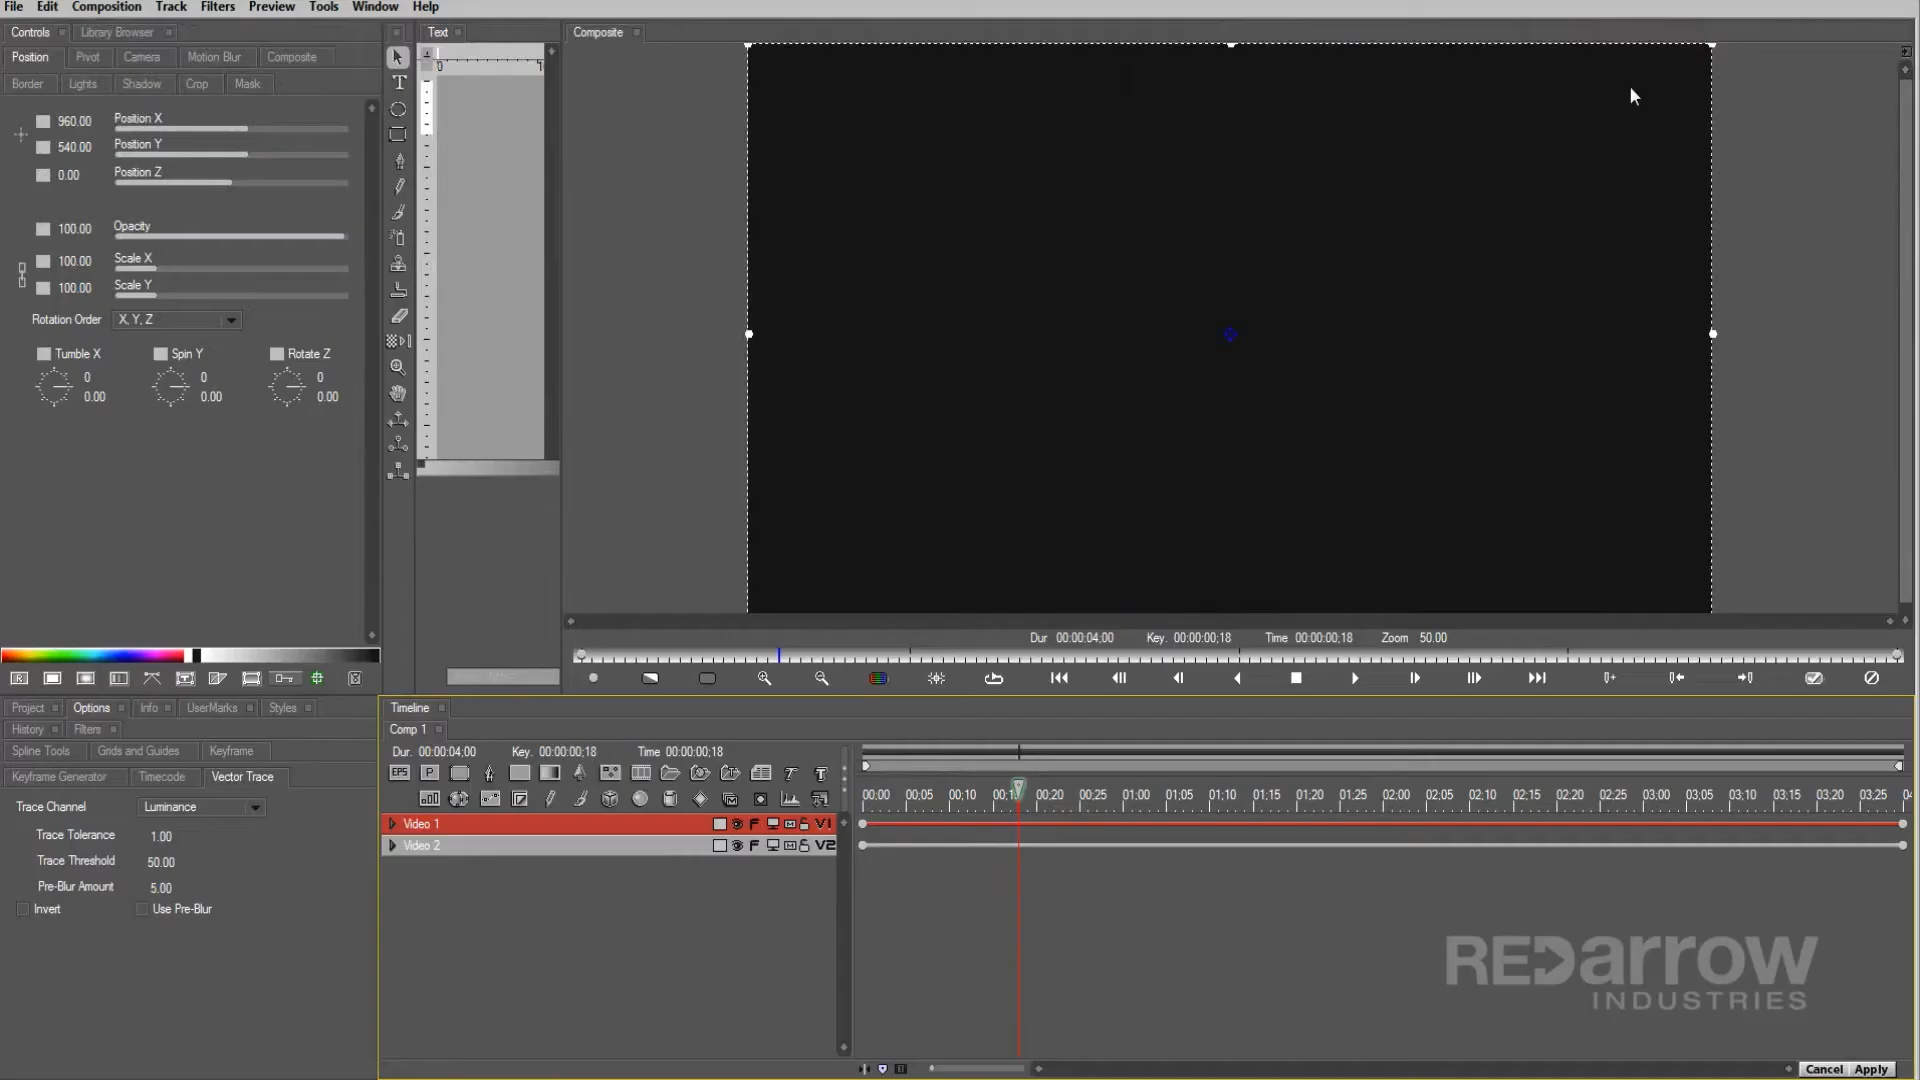 File Edit Composition Track Filters Preview Tools Window Help
Controls Library Browser
Position Pivot Camera Motion Blur Composite
Border Lights Shadow Crop Mask
960.00 Position X
540.00 Position Y
0.00 Position Z
100.00 Opacity
100.00 Scale X
100.00 Scale Y
Rotation Order X, Y, Z
Tumble X Spin Y Rotate Z
0 0 0
0.00 0.00 0.00
Text
0
Composite
Dur 00:00:04;00 Key. 00:00:00;18 Time 00:00:00;18 Zoom 50.00
Project Options Info UserMarks Styles
History Filters
Spline Tools Grids and Guides Keyframe
Keyframe Generator Timecode Vector Trace
Trace Channel Luminance
Trace Tolerance 1.00
Trace Threshold 50.00
Pre-Blur Amount 5.00
Invert Use Pre-Blur
Timeline
Comp 1
Dur. 00:00:04;00 Key. 00:00:00;18 Time 00:00:00;18
EPS P
00:00 00;05 00;10 00;20 00;25 01:00 01;05 01;10 01;15 01;20 01;25 02:00 02;05 02;10 02;15 02;20 02;25 03:00 03;05 03;10 03;15 03;20 03;25
Video 1 F M V1
Video 2 F M V2
REDarrow
INDUSTRIES
Cancel Apply